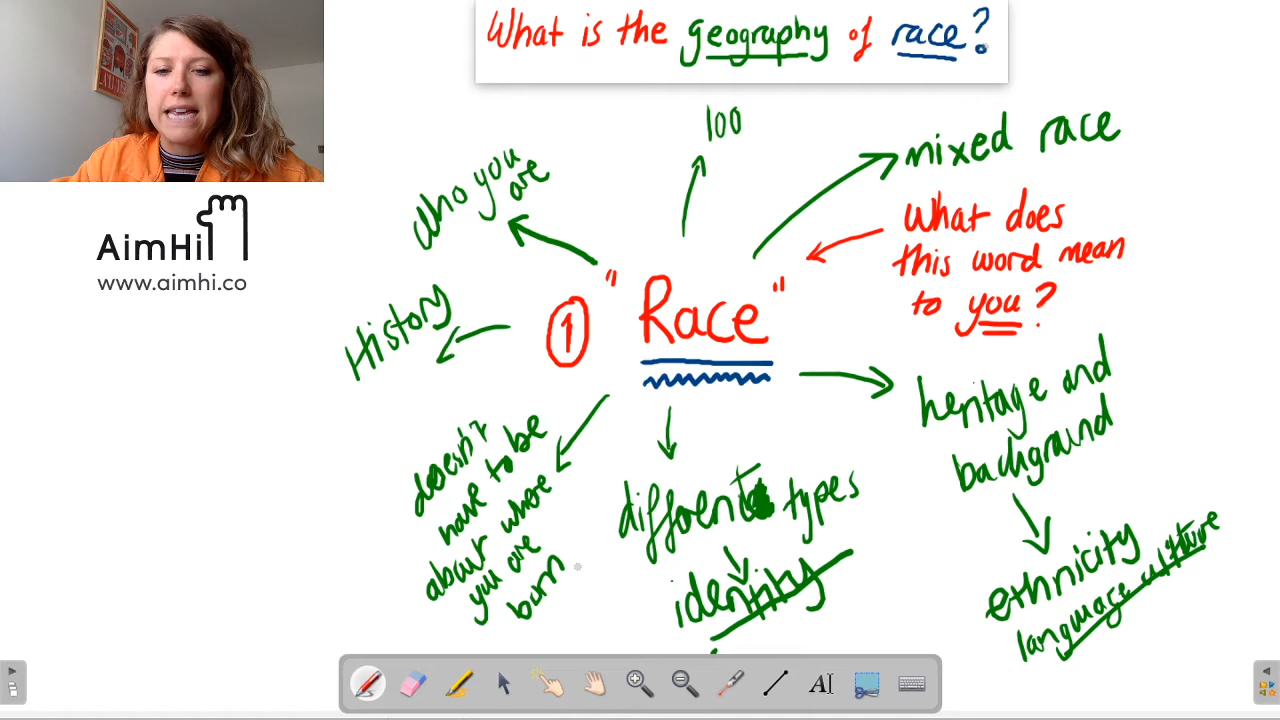 What is the geography of race?
100
mixed race
who you
are
What does
this word mean
to you?
AimHi
www.aimhi.co
History
1 "Race"
heritage and
background
ethnicity
language culture
different types
identity
doesn't
have to be
about where
you are
born
AI